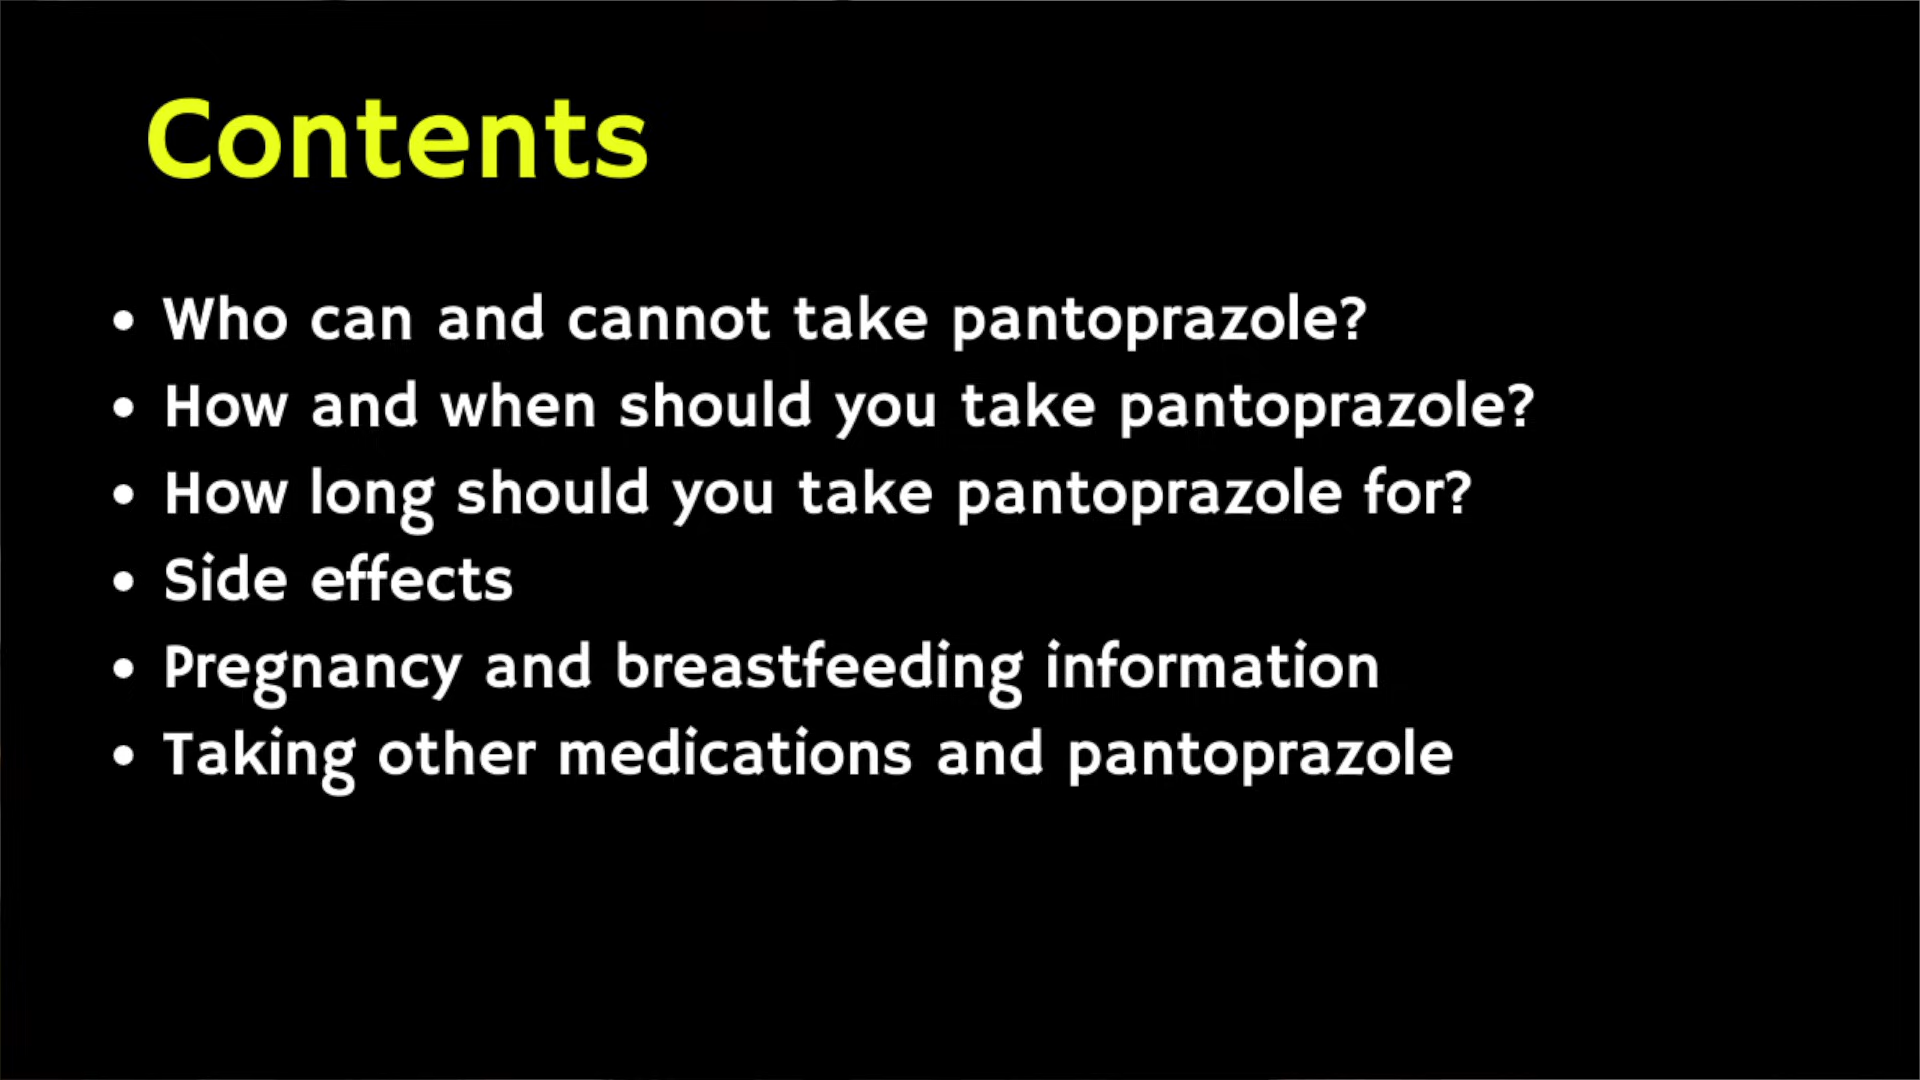 Contents
• Who can and cannot take pantoprazole?
• How and when should you take pantoprazole?
• How long should you take pantoprazole for?
• Side effects
• Pregnancy and breastfeeding information
• Taking other medications and pantoprazole